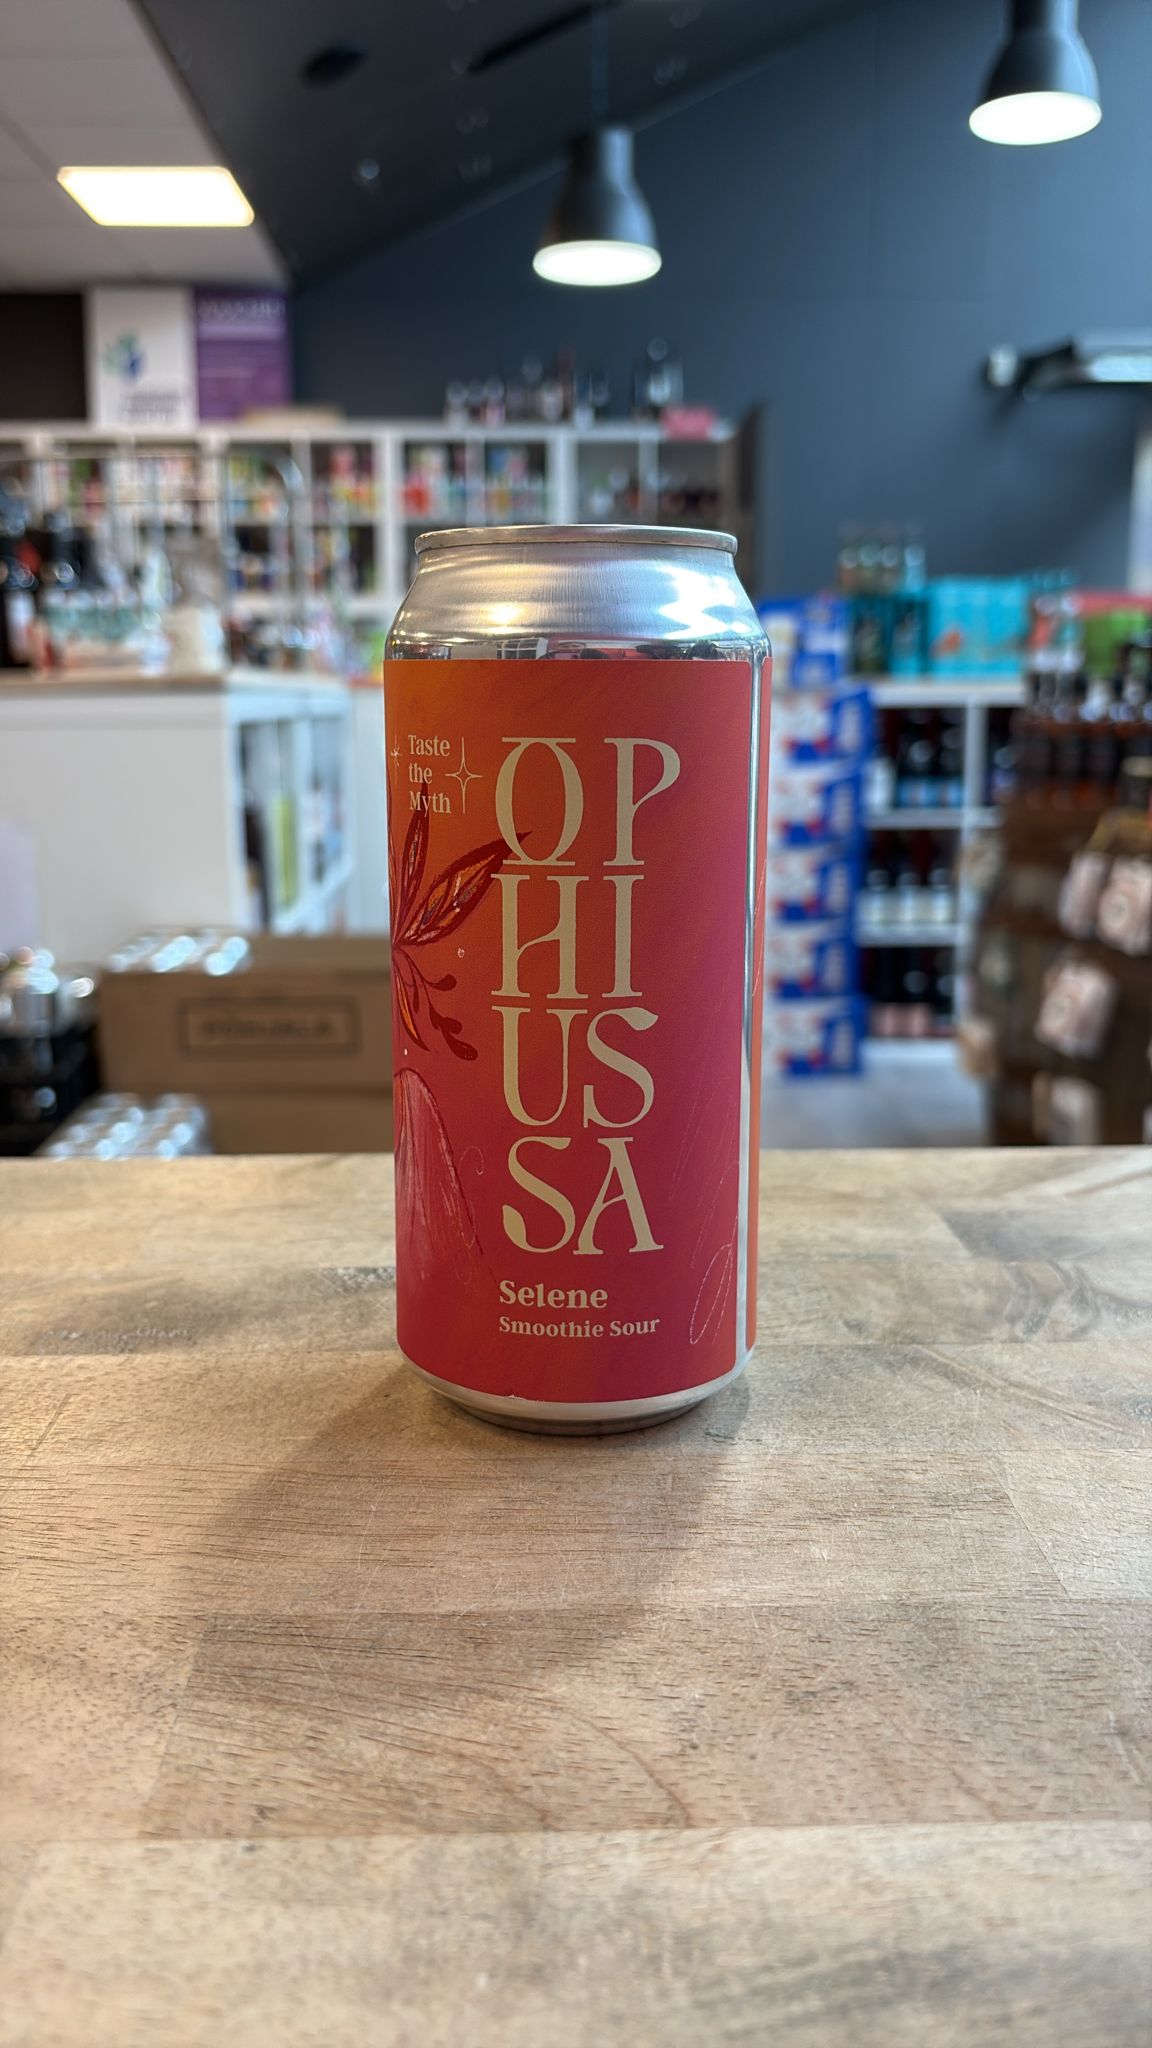 Taste
the
Myth
OP
HI
US
SA
Selene
Smoothie Sour